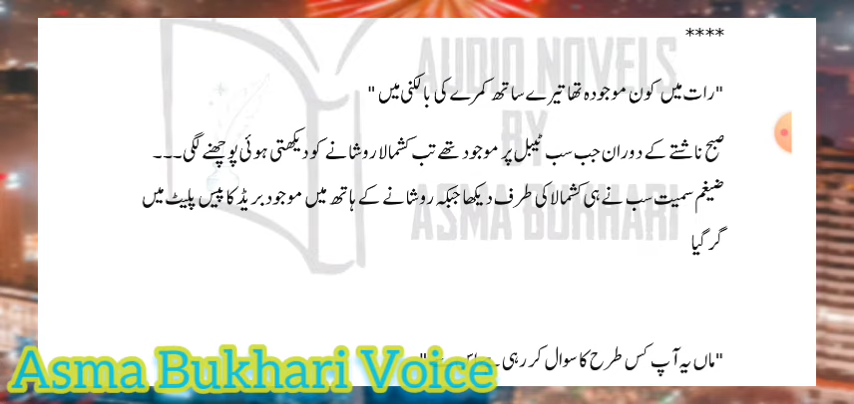 ****
"رات میں کون موجودہ تھا تیرے ساتھ کمرے کی بالکنی میں"
صبح ناشتے کے دوران جب سب ٹیبل پر موجود تھے تب کشمالا روشانے کو دیکھتی ہوئی پوچھنے لگی۔۔۔
ضیغم سمیت سب نے ہی کشمالا کی طرف دیکھا جبکہ روشانے کے ہاتھ میں موجود بریڈ کا پیس پلیٹ میں
گر گیا
"ماں یہ آپ کس طرح کا سوال کر رہی
AUDIO NOVELS
BY
ASMA BUKHARI
Asma Bukhari Voice